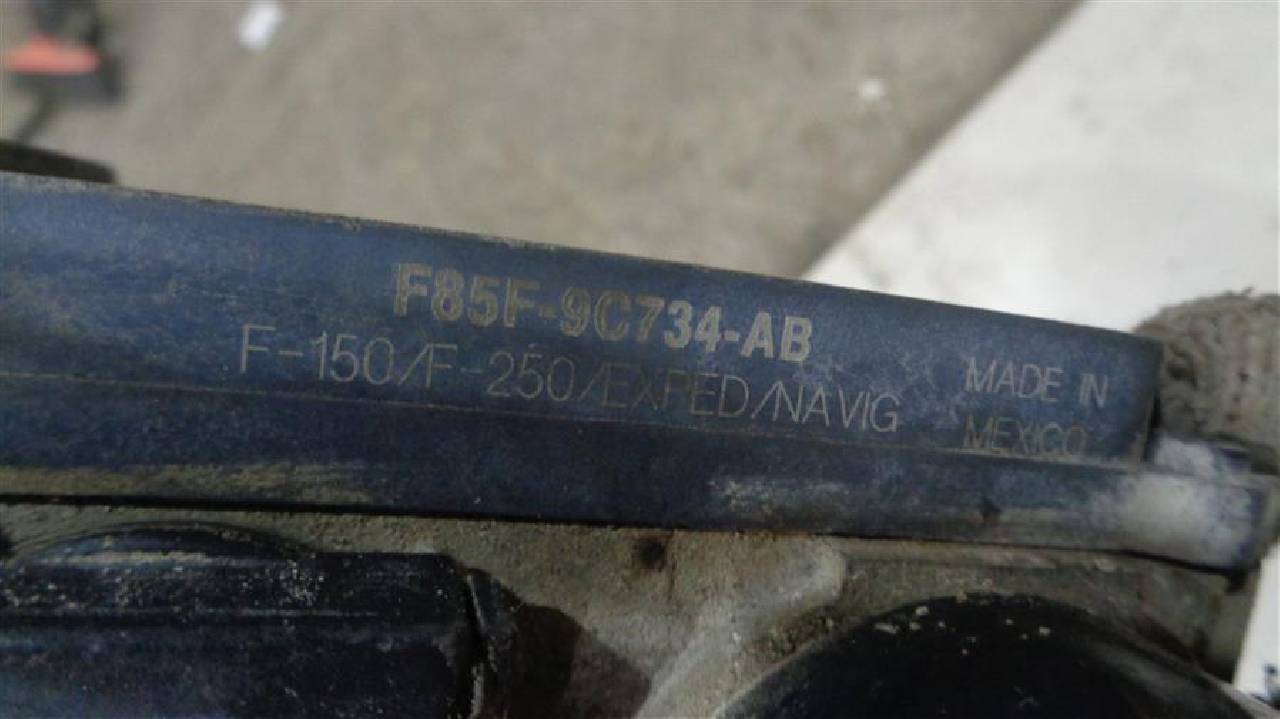 F85F-9C734-AB
F-150/F-250/EXPED/NAVIG
MADE IN
MEXICO